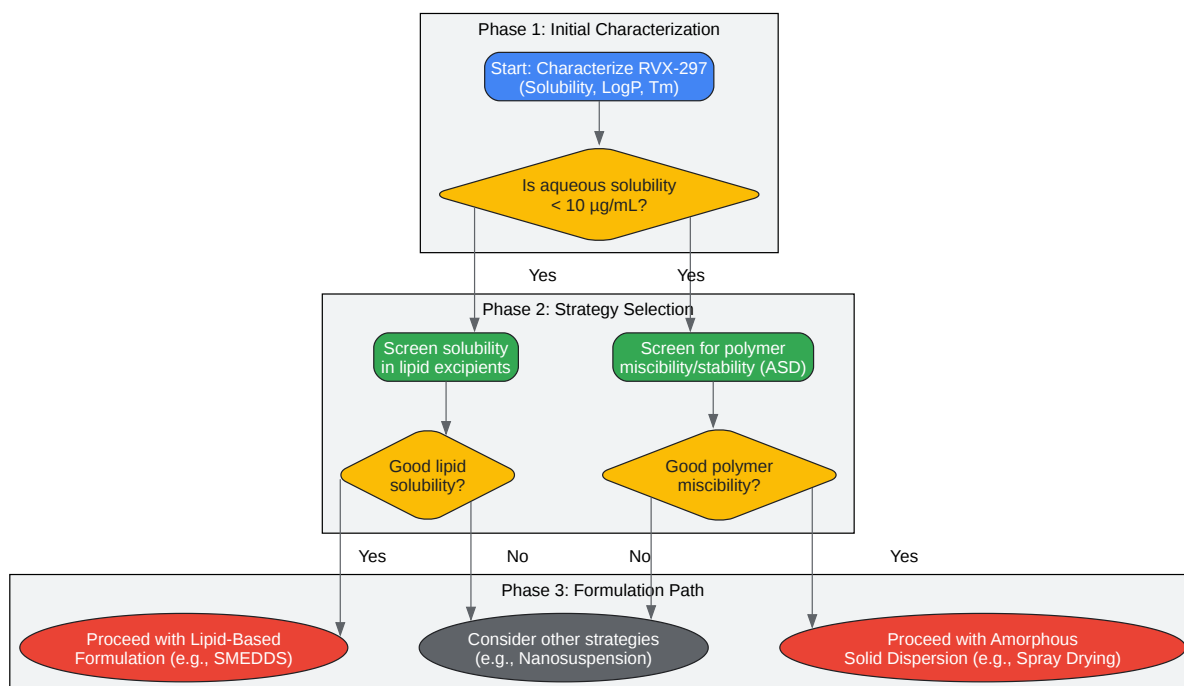 Phase 1: Initial Characterization
Start: Characterize RVX-297
(Solubility, LogP, Tm)
Is aqueous solubility
< 10 µg/mL?
Yes
Yes
Phase 2: Strategy Selection
Screen solubility
in lipid excipients
Screen for polymer
miscibility/stability (ASD)
Good lipid
solubility?
Good polymer
miscibility?
Yes
No
No
Yes
Phase 3: Formulation Path
Proceed with Lipid-Based
Formulation (e.g., SMEDDS)
Consider other strategies
(e.g., Nanosuspension)
Proceed with Amorphous
Solid Dispersion (e.g., Spray Drying)